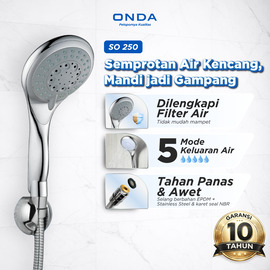 ONDA
Pelopornya Kualitas
SO 250
Semprotan Air Kencang,
Mandi jadi Gampang
Dilengkapi
Filter Air
Tidak mudah mampet
5 Mode
Keluaran Air
Tahan Panas
& Awet
Selang berbahan EPDM +
Stainless Steel & karet seal NBR
GARANSI
10
TAHUN